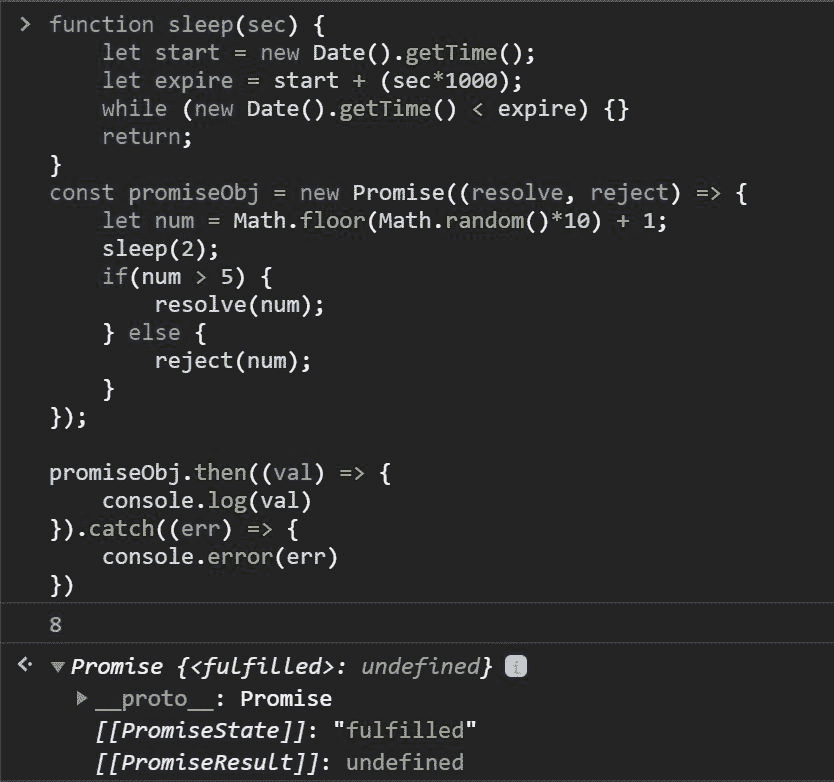 > function sleep(sec) {
    let start = new Date().getTime();
    let expire = start + (sec*1000);
    while (new Date().getTime() < expire) {}
    return;
}
const promiseObj = new Promise((resolve, reject) => {
    let num = Math.floor(Math.random()*10) + 1;
    sleep(2);
    if(num > 5) {
        resolve(num);
    } else {
        reject(num);
    }
});

promiseObj.then((val) => {
    console.log(val)
}).catch((err) => {
    console.error(err)
})
8
Promise {<fulfilled>: undefined} i
__proto__: Promise
[[PromiseState]]: "fulfilled"
[[PromiseResult]]: undefined